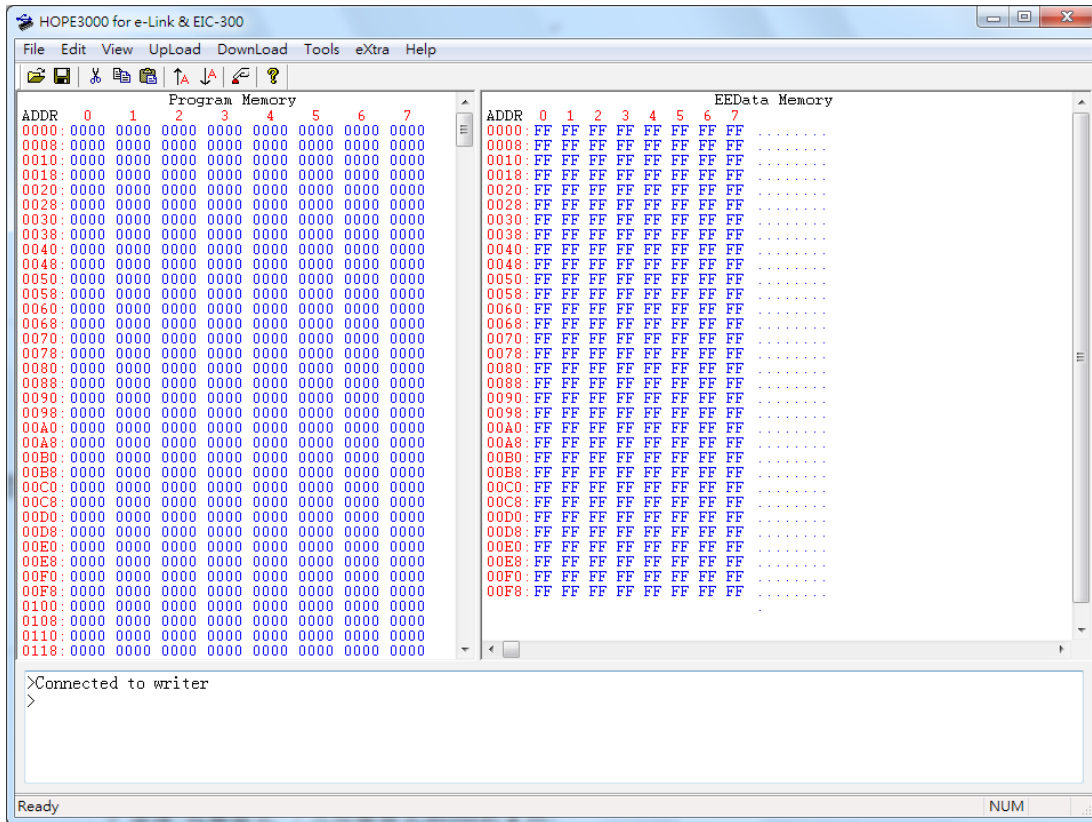 HOPE3000 for e-Link & EIC-300
File Edit View UpLoad DownLoad Tools eXtra Help
Program Memory
ADDR 0 1 2 3 4 5 6 7
0000: 0000 0000 0000 0000 0000 0000 0000 0000
0008: 0000 0000 0000 0000 0000 0000 0000 0000
0010: 0000 0000 0000 0000 0000 0000 0000 0000
0018: 0000 0000 0000 0000 0000 0000 0000 0000
0020: 0000 0000 0000 0000 0000 0000 0000 0000
0028: 0000 0000 0000 0000 0000 0000 0000 0000
0030: 0000 0000 0000 0000 0000 0000 0000 0000
0038: 0000 0000 0000 0000 0000 0000 0000 0000
0040: 0000 0000 0000 0000 0000 0000 0000 0000
0048: 0000 0000 0000 0000 0000 0000 0000 0000
0050: 0000 0000 0000 0000 0000 0000 0000 0000
0058: 0000 0000 0000 0000 0000 0000 0000 0000
0060: 0000 0000 0000 0000 0000 0000 0000 0000
0068: 0000 0000 0000 0000 0000 0000 0000 0000
0070: 0000 0000 0000 0000 0000 0000 0000 0000
0078: 0000 0000 0000 0000 0000 0000 0000 0000
0080: 0000 0000 0000 0000 0000 0000 0000 0000
0088: 0000 0000 0000 0000 0000 0000 0000 0000
0090: 0000 0000 0000 0000 0000 0000 0000 0000
0098: 0000 0000 0000 0000 0000 0000 0000 0000
00A0: 0000 0000 0000 0000 0000 0000 0000 0000
00A8: 0000 0000 0000 0000 0000 0000 0000 0000
00B0: 0000 0000 0000 0000 0000 0000 0000 0000
00B8: 0000 0000 0000 0000 0000 0000 0000 0000
00C0: 0000 0000 0000 0000 0000 0000 0000 0000
00C8: 0000 0000 0000 0000 0000 0000 0000 0000
00D0: 0000 0000 0000 0000 0000 0000 0000 0000
00D8: 0000 0000 0000 0000 0000 0000 0000 0000
00E0: 0000 0000 0000 0000 0000 0000 0000 0000
00E8: 0000 0000 0000 0000 0000 0000 0000 0000
00F0: 0000 0000 0000 0000 0000 0000 0000 0000
00F8: 0000 0000 0000 0000 0000 0000 0000 0000
0100: 0000 0000 0000 0000 0000 0000 0000 0000
0108: 0000 0000 0000 0000 0000 0000 0000 0000
0110: 0000 0000 0000 0000 0000 0000 0000 0000
0118: 0000 0000 0000 0000 0000 0000 0000 0000
EEData Memory
ADDR 0 1 2 3 4 5 6 7
0000: FF FF FF FF FF FF FF FF ........
0008: FF FF FF FF FF FF FF FF ........
0010: FF FF FF FF FF FF FF FF ........
0018: FF FF FF FF FF FF FF FF ........
0020: FF FF FF FF FF FF FF FF ........
0028: FF FF FF FF FF FF FF FF ........
0030: FF FF FF FF FF FF FF FF ........
0038: FF FF FF FF FF FF FF FF ........
0040: FF FF FF FF FF FF FF FF ........
0048: FF FF FF FF FF FF FF FF ........
0050: FF FF FF FF FF FF FF FF ........
0058: FF FF FF FF FF FF FF FF ........
0060: FF FF FF FF FF FF FF FF ........
0068: FF FF FF FF FF FF FF FF ........
0070: FF FF FF FF FF FF FF FF ........
0078: FF FF FF FF FF FF FF FF ........
0080: FF FF FF FF FF FF FF FF ........
0088: FF FF FF FF FF FF FF FF ........
0090: FF FF FF FF FF FF FF FF ........
0098: FF FF FF FF FF FF FF FF ........
00A0: FF FF FF FF FF FF FF FF ........
00A8: FF FF FF FF FF FF FF FF ........
00B0: FF FF FF FF FF FF FF FF ........
00B8: FF FF FF FF FF FF FF FF ........
00C0: FF FF FF FF FF FF FF FF ........
00C8: FF FF FF FF FF FF FF FF ........
00D0: FF FF FF FF FF FF FF FF ........
00D8: FF FF FF FF FF FF FF FF ........
00E0: FF FF FF FF FF FF FF FF ........
00E8: FF FF FF FF FF FF FF FF ........
00F0: FF FF FF FF FF FF FF FF ........
00F8: FF FF FF FF FF FF FF FF ........
.
>Connected to writer
>
Ready NUM